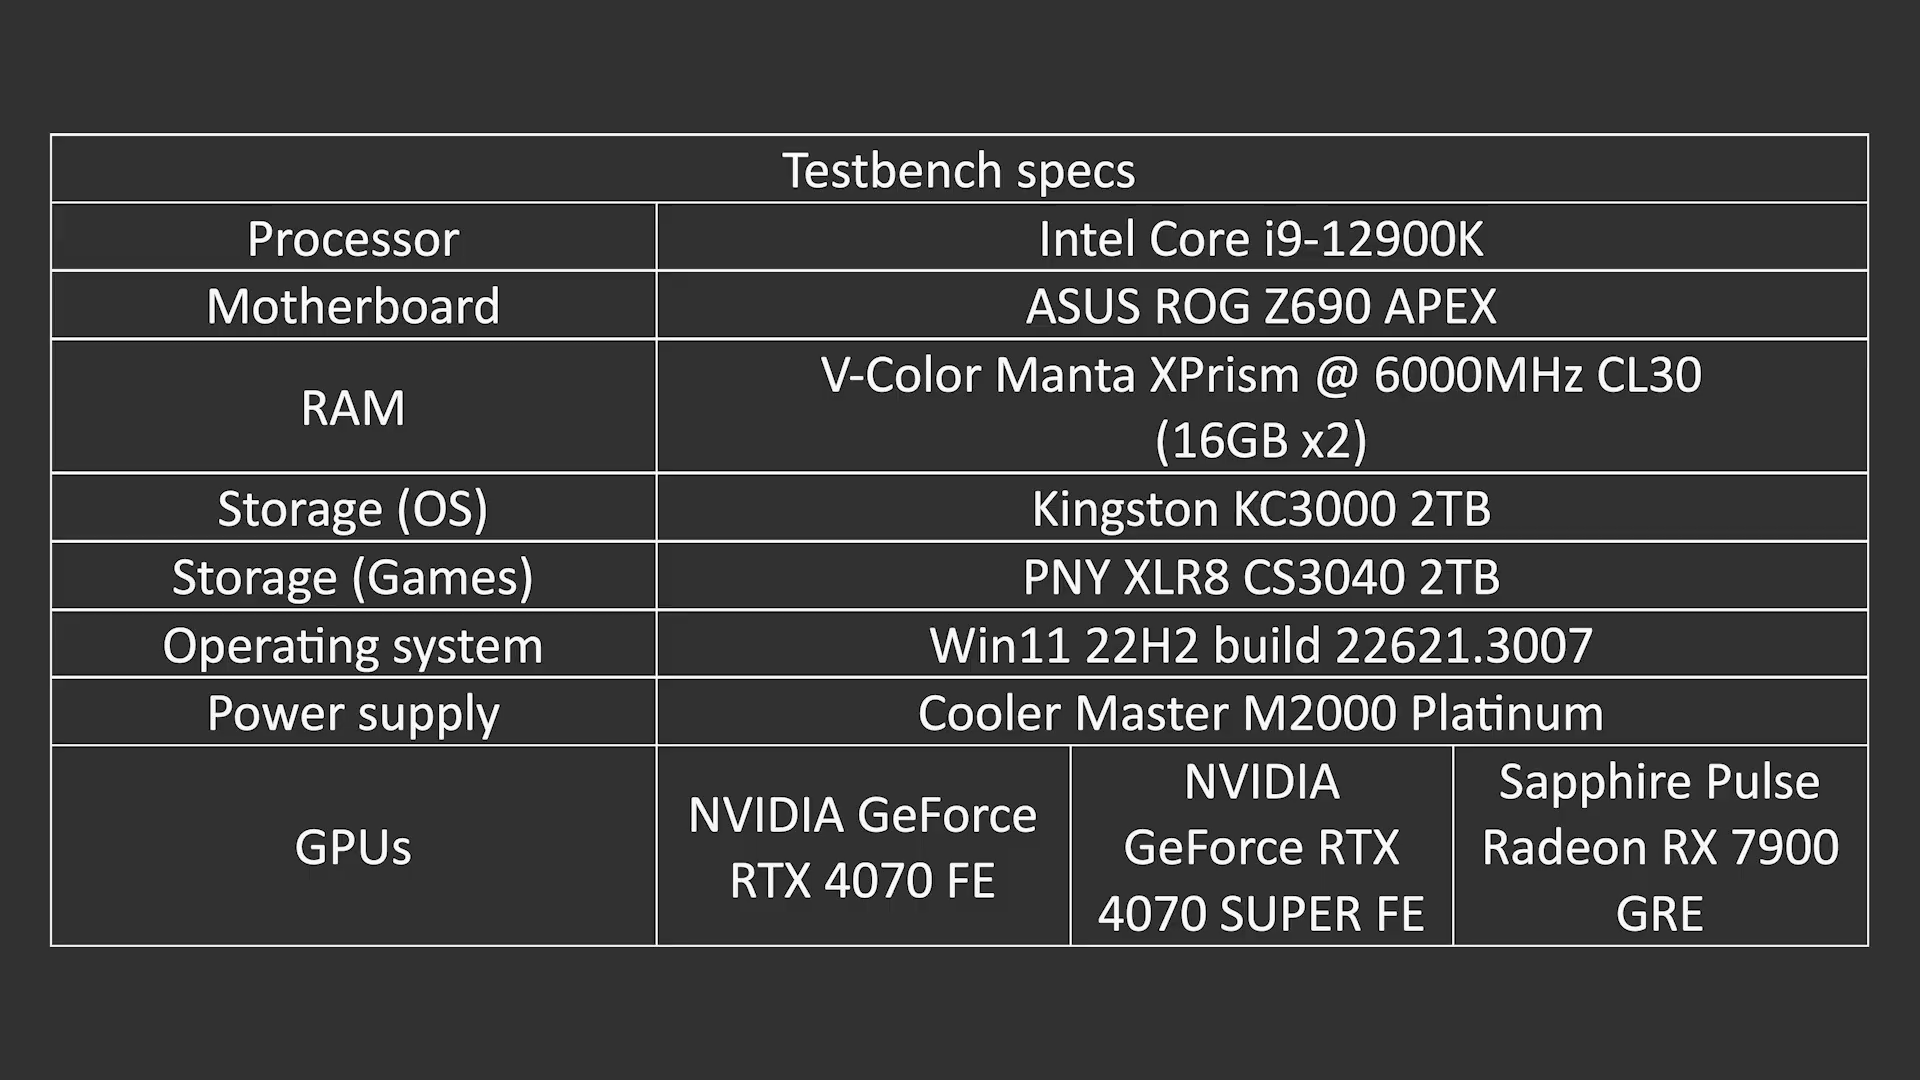 Testbench specs
Processor
Intel Core i9-12900K
Motherboard
ASUS ROG Z690 APEX
RAM
V-Color Manta XPrism @ 6000MHz CL30
(16GB x2)
Storage (OS)
Kingston KC3000 2TB
Storage (Games)
PNY XLR8 CS3040 2TB
Operating system
Win11 22H2 build 22621.3007
Power supply
Cooler Master M2000 Platinum
GPUs
NVIDIA GeForce
RTX 4070 FE
NVIDIA
GeForce RTX
4070 SUPER FE
Sapphire Pulse
Radeon RX 7900
GRE